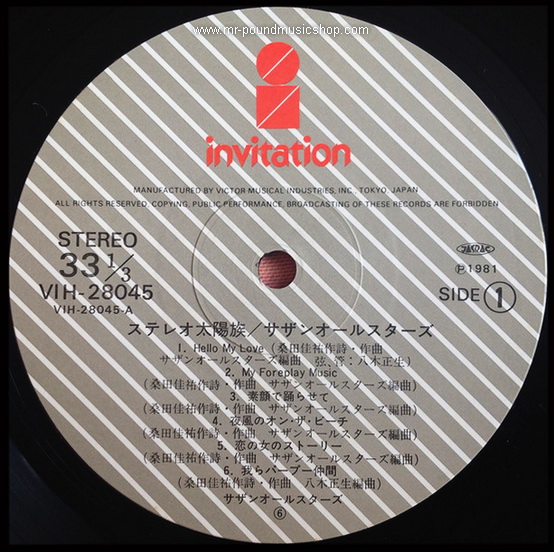 www.mr-poundmusicshop.com
invitation
MANUFACTURED BY VICTOR MUSICAL INDUSTRIES, INC., TOKYO, JAPAN
ALL RIGHTS RESERVED, COPYING, PUBLIC PERFORMANCE, BROADCASTING OF THESE RECORDS ARE FORBIDDEN
STEREO
33 1/3
VIH-28045
VIH-28045-A
JASRAC
Ⓟ1981
SIDE 1
ステレオ太陽族/サザンオールスターズ
1. Hello My Love(桑田佳祐作詩・作曲
サザンオールスターズ編曲 弦、管:八木正生)
2. My Foreplay Music
(桑田佳祐作詩・作曲 サザンオールスターズ編曲)
3. 素顔で踊らせて
(桑田佳祐作詩・作曲 サザンオールスターズ編曲)
4. 夜風のオン・ザ・ビーチ
(桑田佳祐作詩・作曲 サザンオールスターズ編曲)
5. 恋の女のストーリー
(桑田佳祐作詩・作曲 サザンオールスターズ編曲)
6. 我らパープー仲間
(桑田佳祐作詩・作曲 八木正生編曲)
サザンオールスターズ
⑥